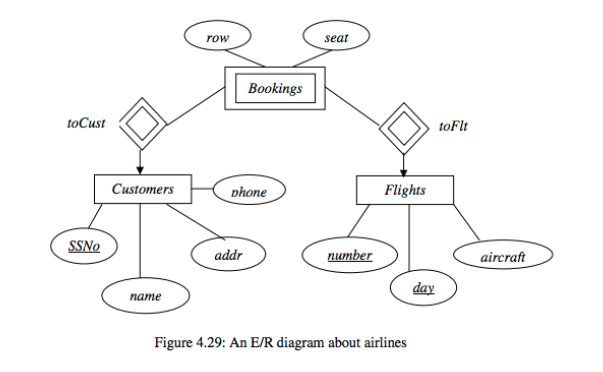 row seat
Bookings
toCust toFlt
Customers phone Flights
SSNo addr number aircraft
name day
Figure 4.29: An E/R diagram about airlines